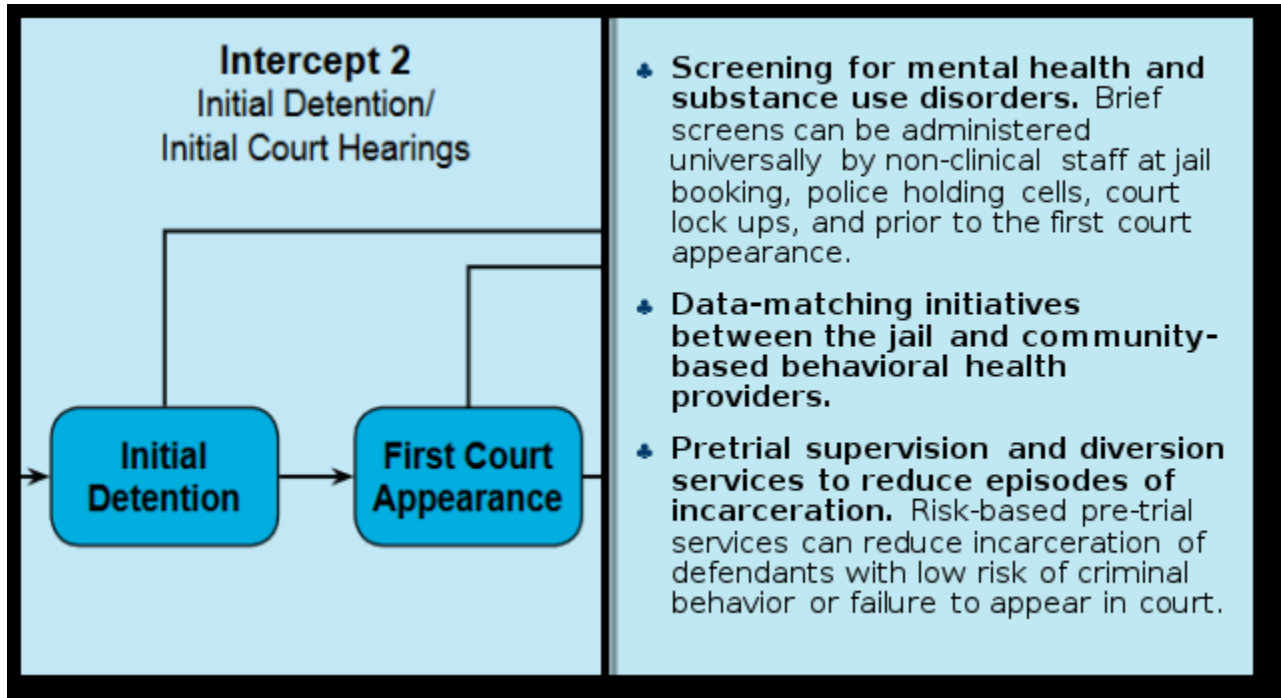 Intercept 2
Initial Detention/
Initial Court Hearings
Initial
Detention
First Court
Appearance
♣ Screening for mental health and
substance use disorders. Brief
screens can be administered
universally by non-clinical staff at jail
booking, police holding cells, court
lock ups, and prior to the first court
appearance.
♣ Data-matching initiatives
between the jail and community-
based behavioral health
providers.
♣ Pretrial supervision and diversion
services to reduce episodes of
incarceration. Risk-based pre-trial
services can reduce incarceration of
defendants with low risk of criminal
behavior or failure to appear in court.